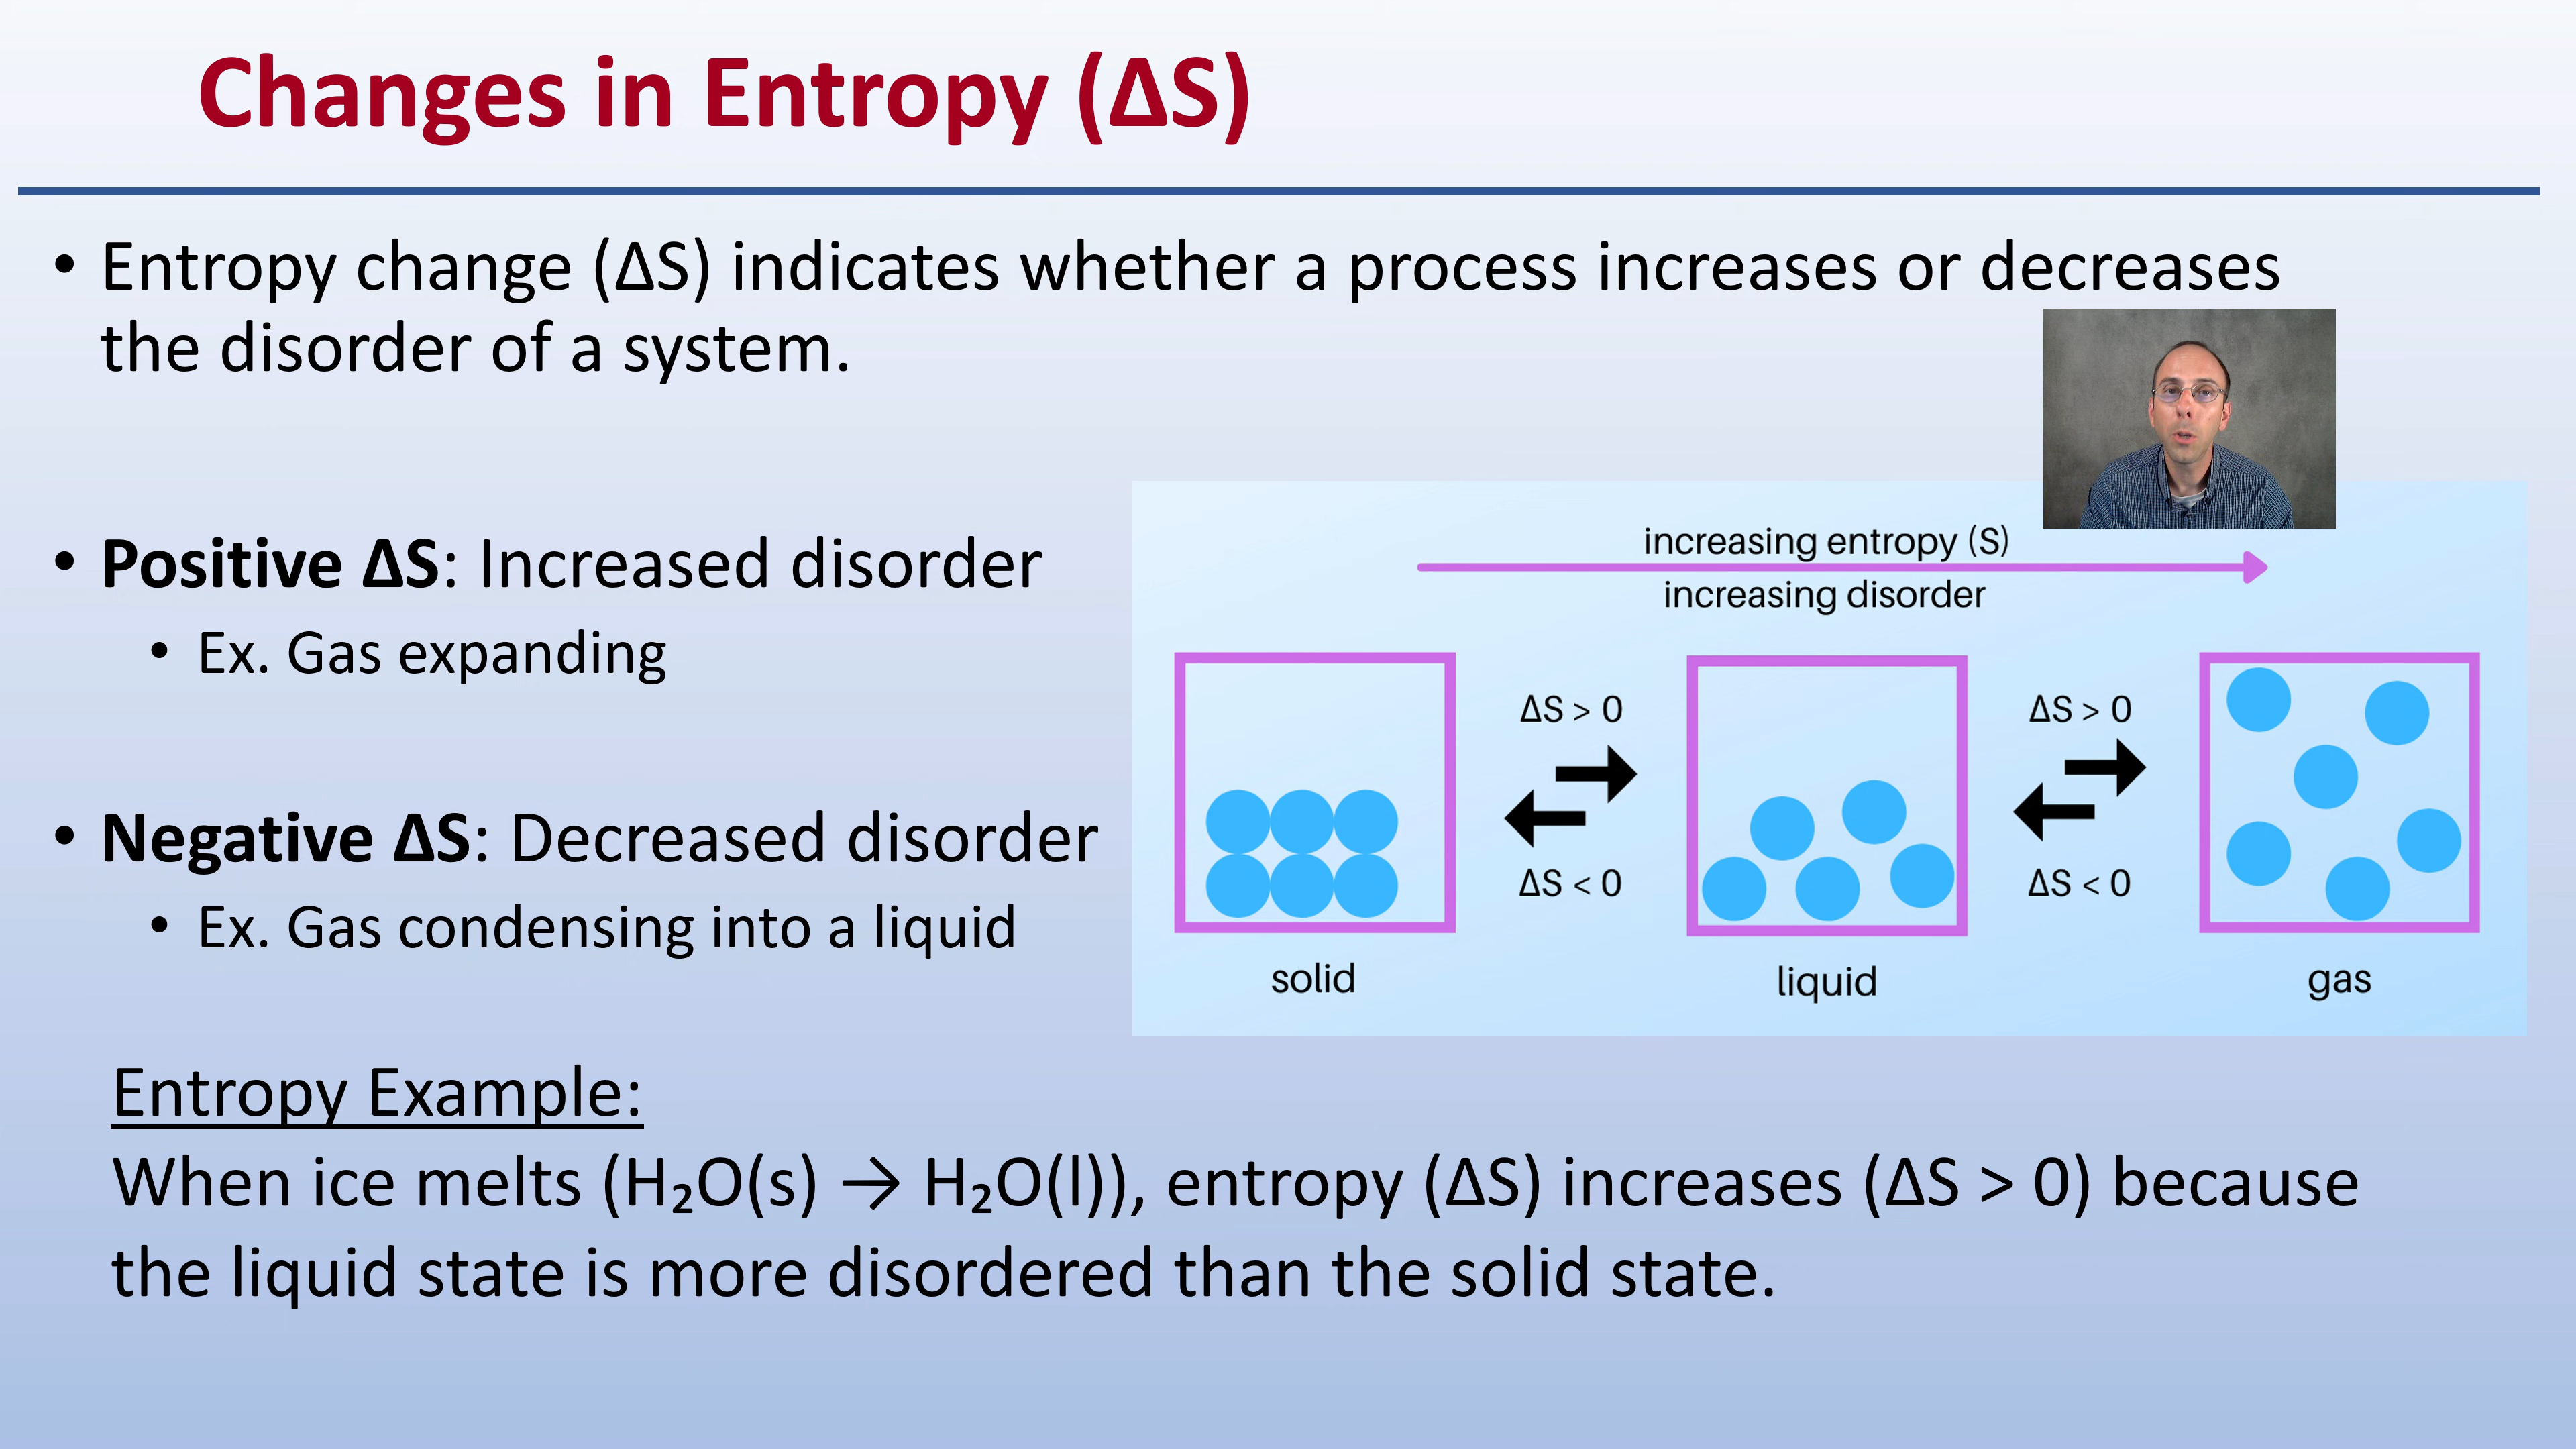 Changes in Entropy (ΔS)
• Entropy change (ΔS) indicates whether a process increases or decreases
the disorder of a system.
• Positive ΔS: Increased disorder
• Ex. Gas expanding
• Negative ΔS: Decreased disorder
• Ex. Gas condensing into a liquid
increasing entropy (S)
increasing disorder
ΔS > 0
ΔS < 0
ΔS > 0
ΔS < 0
solid
liquid
gas
Entropy Example:
When ice melts (H₂O(s) → H₂O(l)), entropy (ΔS) increases (ΔS > 0) because
the liquid state is more disordered than the solid state.